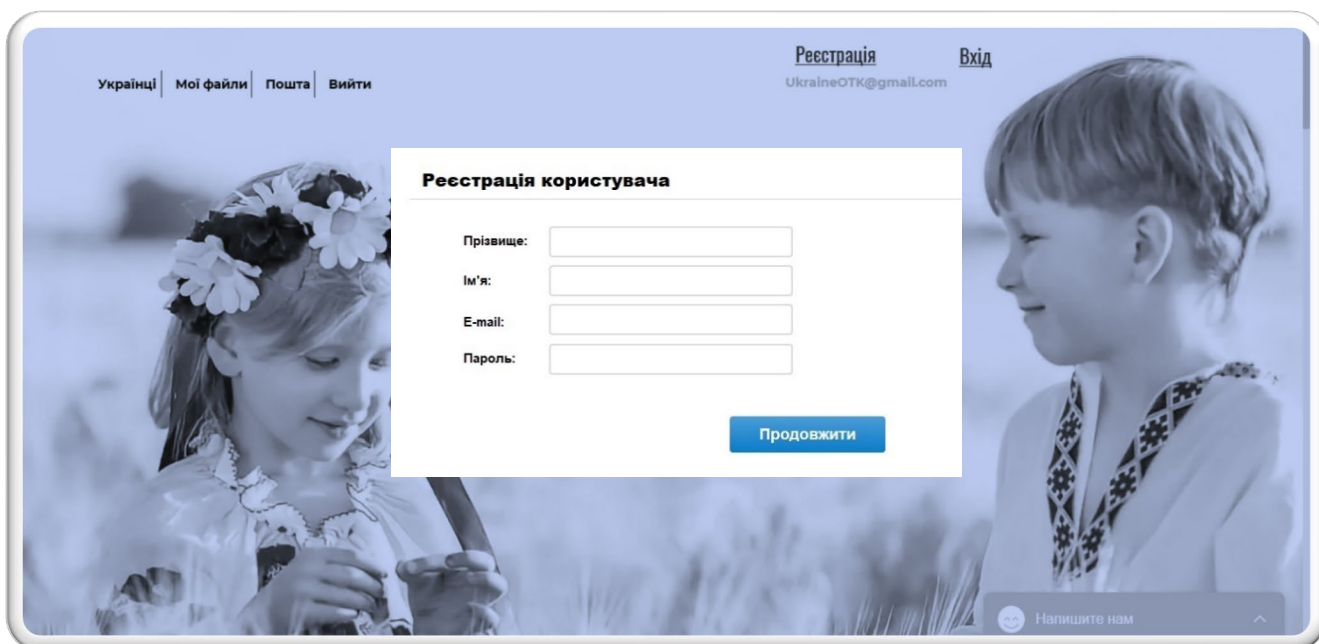 Реєстрація Вхід
UkraineOTK@gmail.com
Українці Мої файли Пошта Вийти
Реєстрація користувача
Прізвище:
Ім'я:
E-mail:
Пароль:
Продовжити
Напишите нам